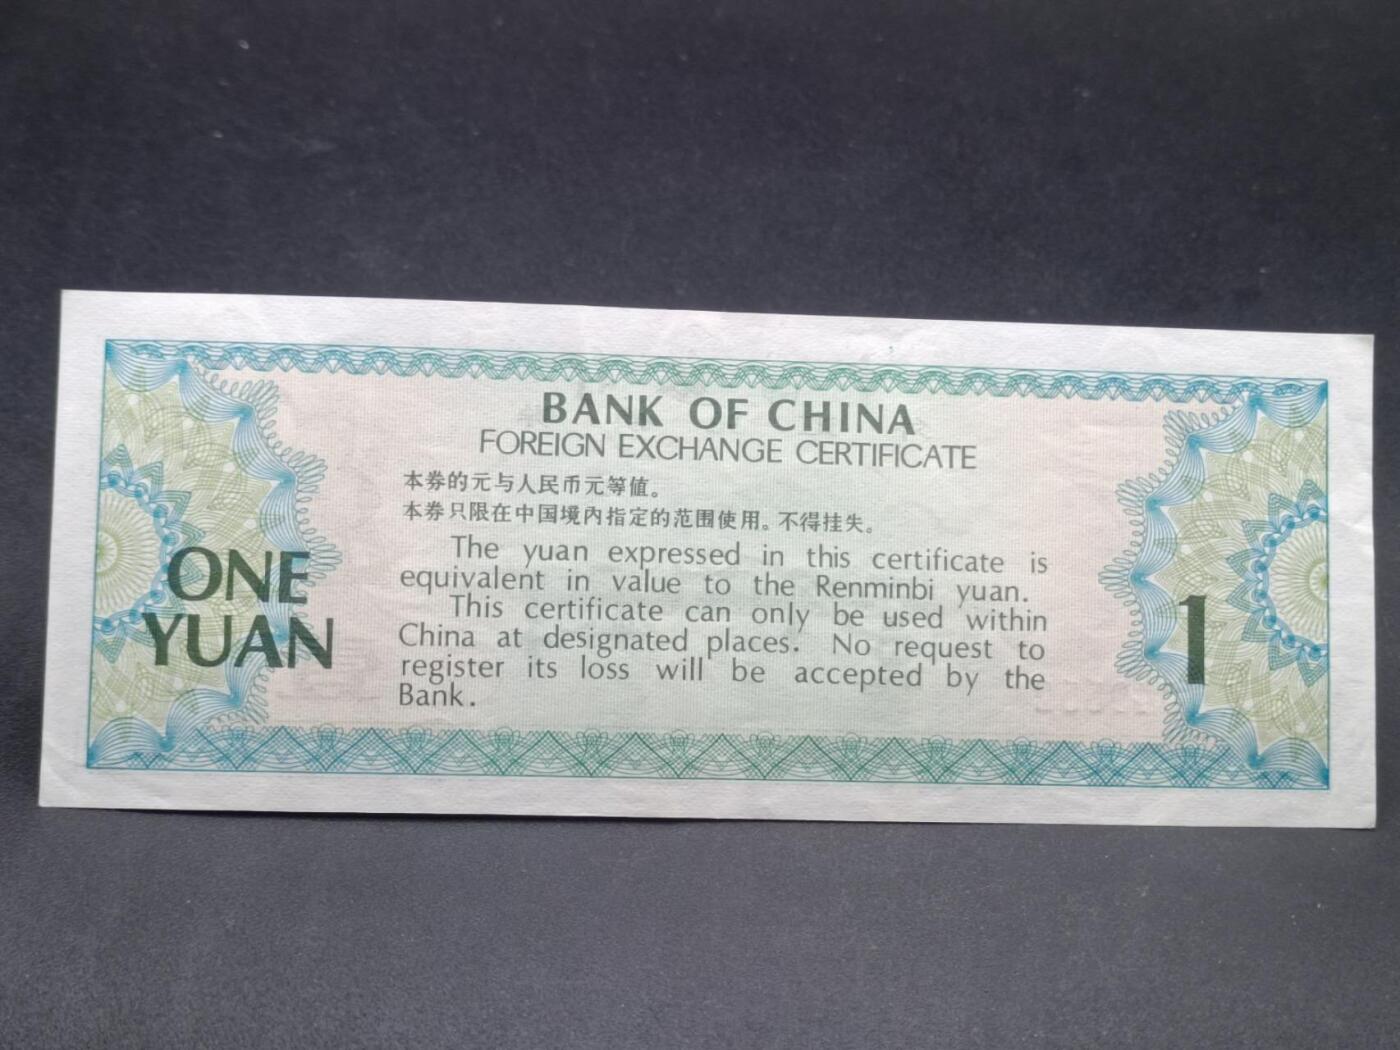 BANK OF CHINA
FOREIGN EXCHANGE CERTIFICATE
本券的元与人民币元等值。
本券只限在中国境内指定的范围使用。不得挂失。
The yuan expressed in this certificate is
equivalent in value to the Renminbi yuan.
This certificate can only be used within
China at designated places. No request to
register its loss will be accepted by the
Bank.
ONE
YUAN
1